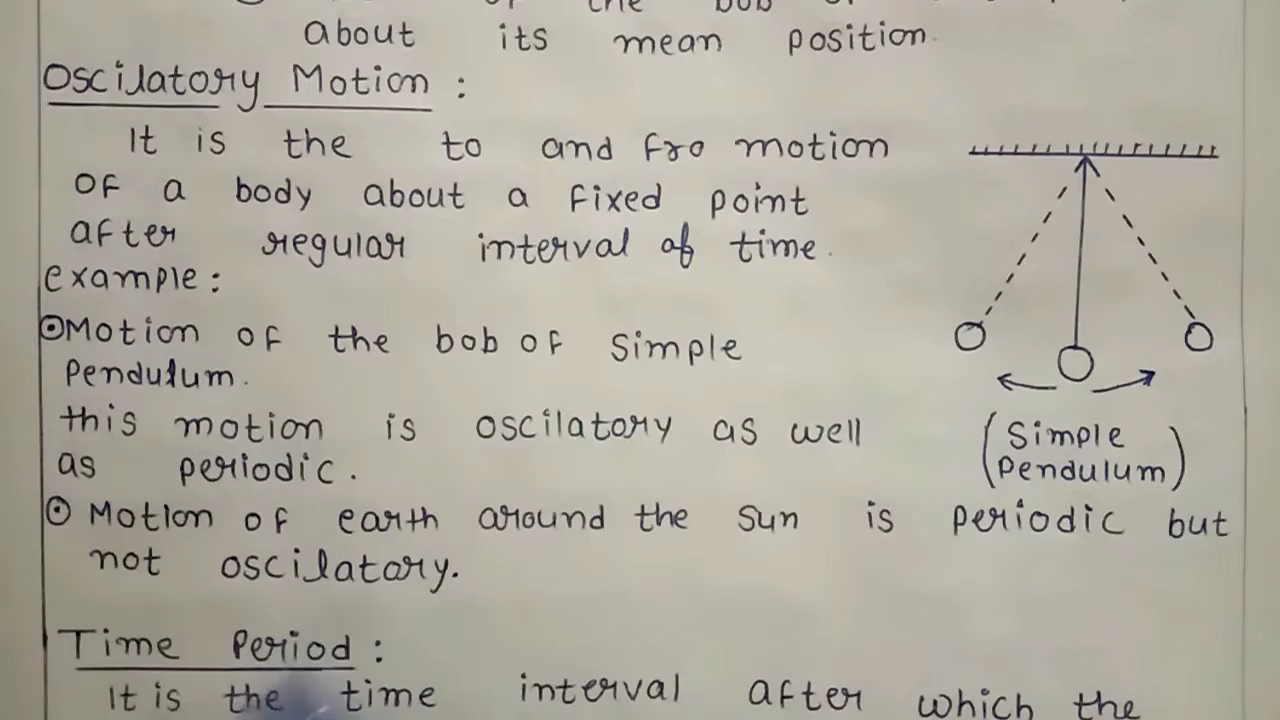 the bob of
about its mean position.
Oscilatory Motion :
It is the to and fro motion
of a body about a fixed point
after regular interval of time.
example:
Motion of the bob of simple
Pendulum.
this motion is oscilatory as well
as periodic.
Motion of earth around the sun is periodic but
not oscilatory.
(Simple
Pendulum)
Time Period :
It is the time interval after which the